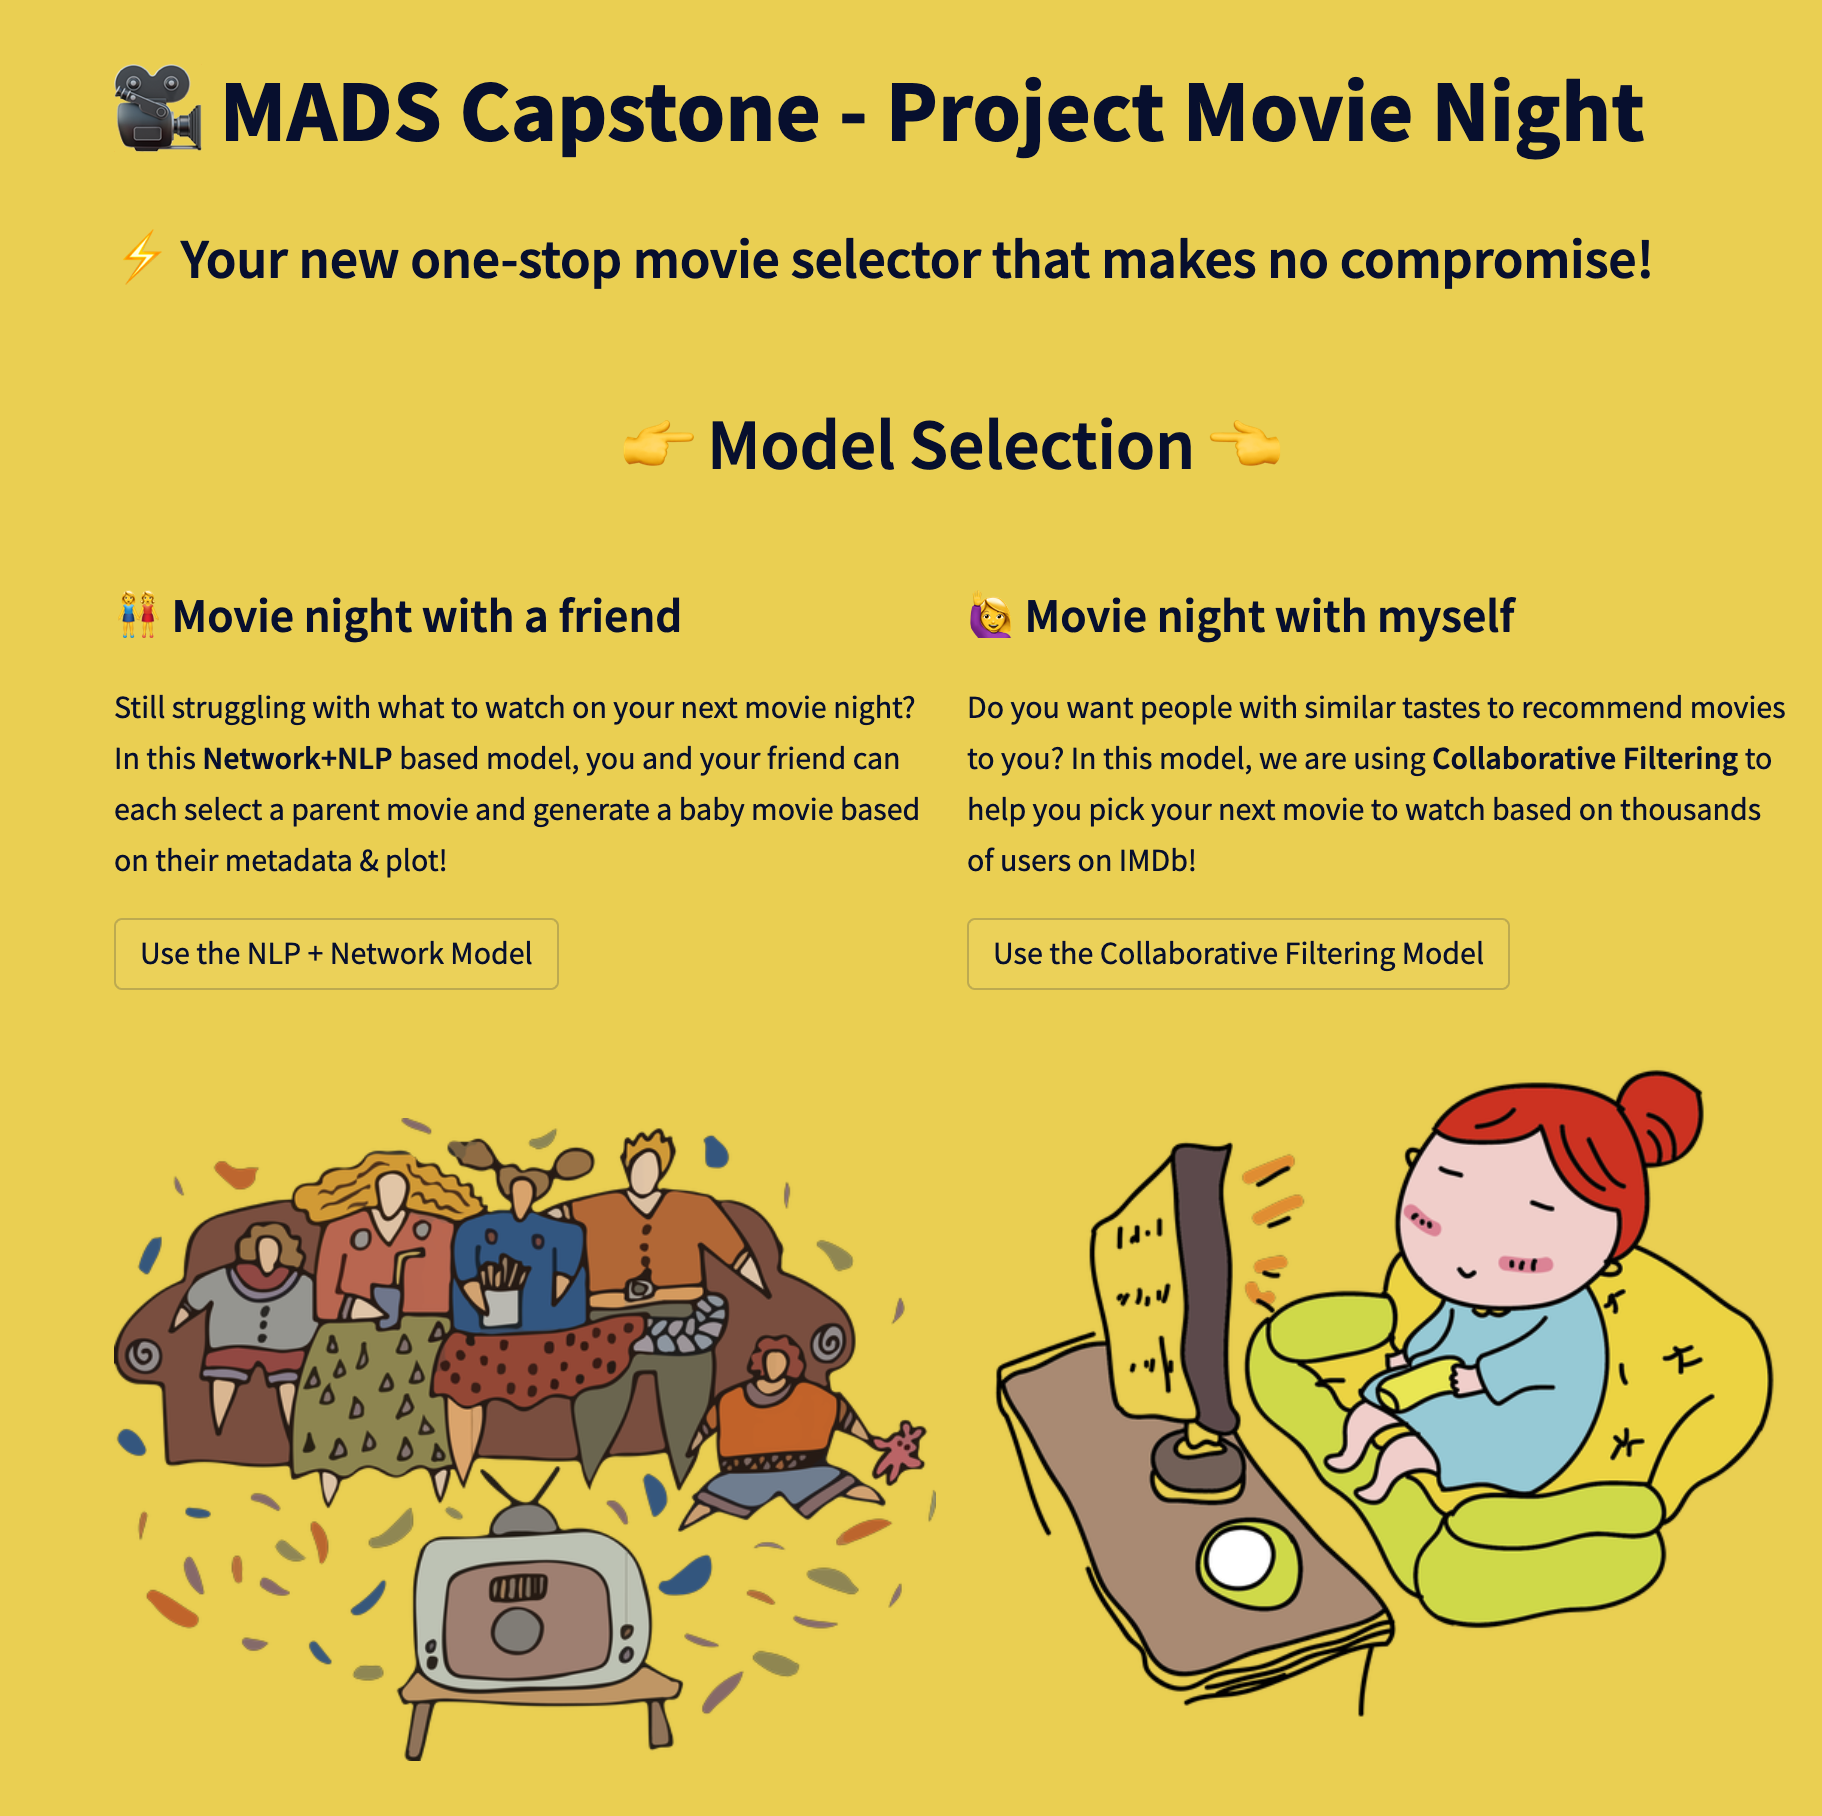 🎥 MADS Capstone - Project Movie Night
⚡ Your new one-stop movie selector that makes no compromise!
👉 Model Selection 👈
👭 Movie night with a friend
Still struggling with what to watch on your next movie night?
In this Network+NLP based model, you and your friend can
each select a parent movie and generate a baby movie based
on their metadata & plot!
Use the NLP + Network Model
🙋 Movie night with myself
Do you want people with similar tastes to recommend movies
to you? In this model, we are using Collaborative Filtering to
help you pick your next movie to watch based on thousands
of users on IMDb!
Use the Collaborative Filtering Model